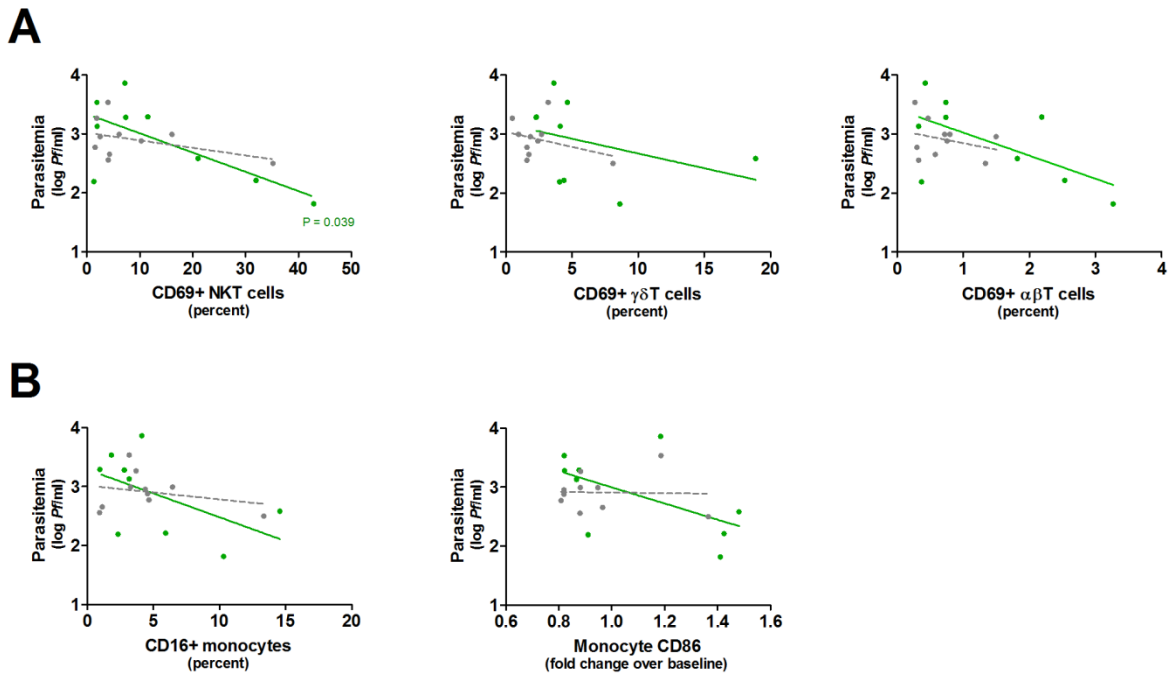 A
4
3
2
1
Parasitemia
(log Pf/ml)
P = 0.039
0 10 20 30 40 50
CD69+ NKT cells
(percent)
4
3
2
1
Parasitemia
(log Pf/ml)
0 5 10 15 20
CD69+ γδT cells
(percent)
4
3
2
1
Parasitemia
(log Pf/ml)
0 1 2 3 4
CD69+ αβT cells
(percent)
B
4
3
2
1
Parasitemia
(log Pf/ml)
0 5 10 15 20
CD16+ monocytes
(percent)
4
3
2
1
Parasitemia
(log Pf/ml)
0.6 0.8 1.0 1.2 1.4 1.6
Monocyte CD86
(fold change over baseline)